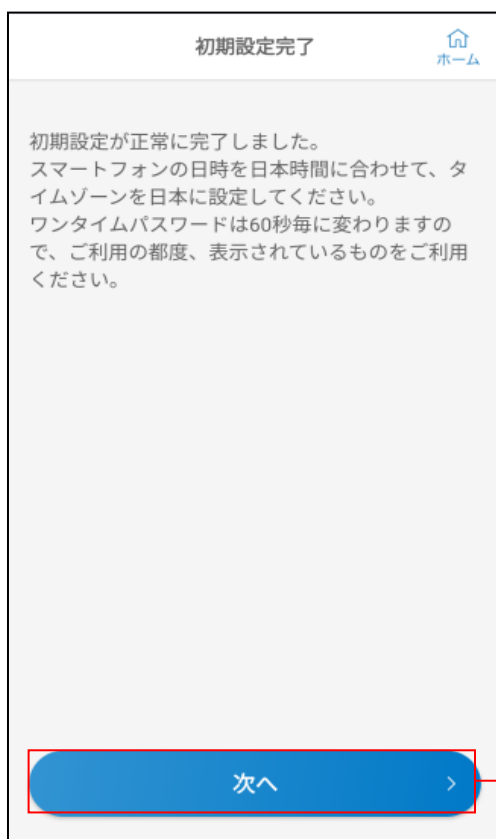 初期設定完了
ホーム
初期設定が正常に完了しました。
スマートフォンの日時を日本時間に合わせて、タ
イムゾーンを日本に設定してください。
ワンタイムパスワードは60秒毎に変わりますの
で、ご利用の都度、表示されているものをご利用
ください。
次へ